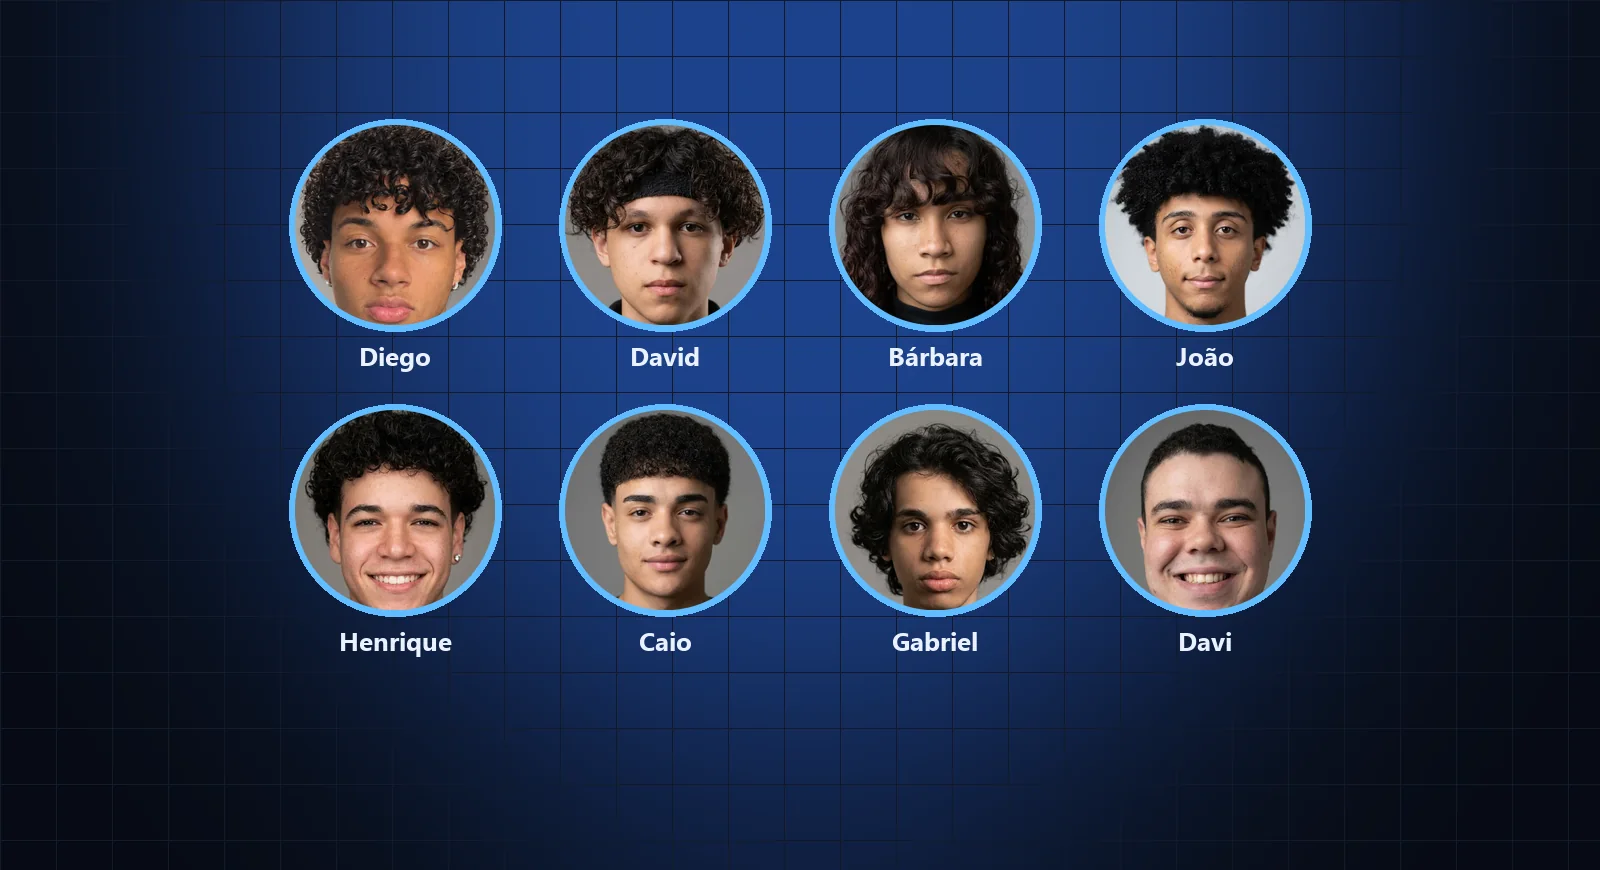 Diego
David
Bárbara
João
Henrique
Caio
Gabriel
Davi